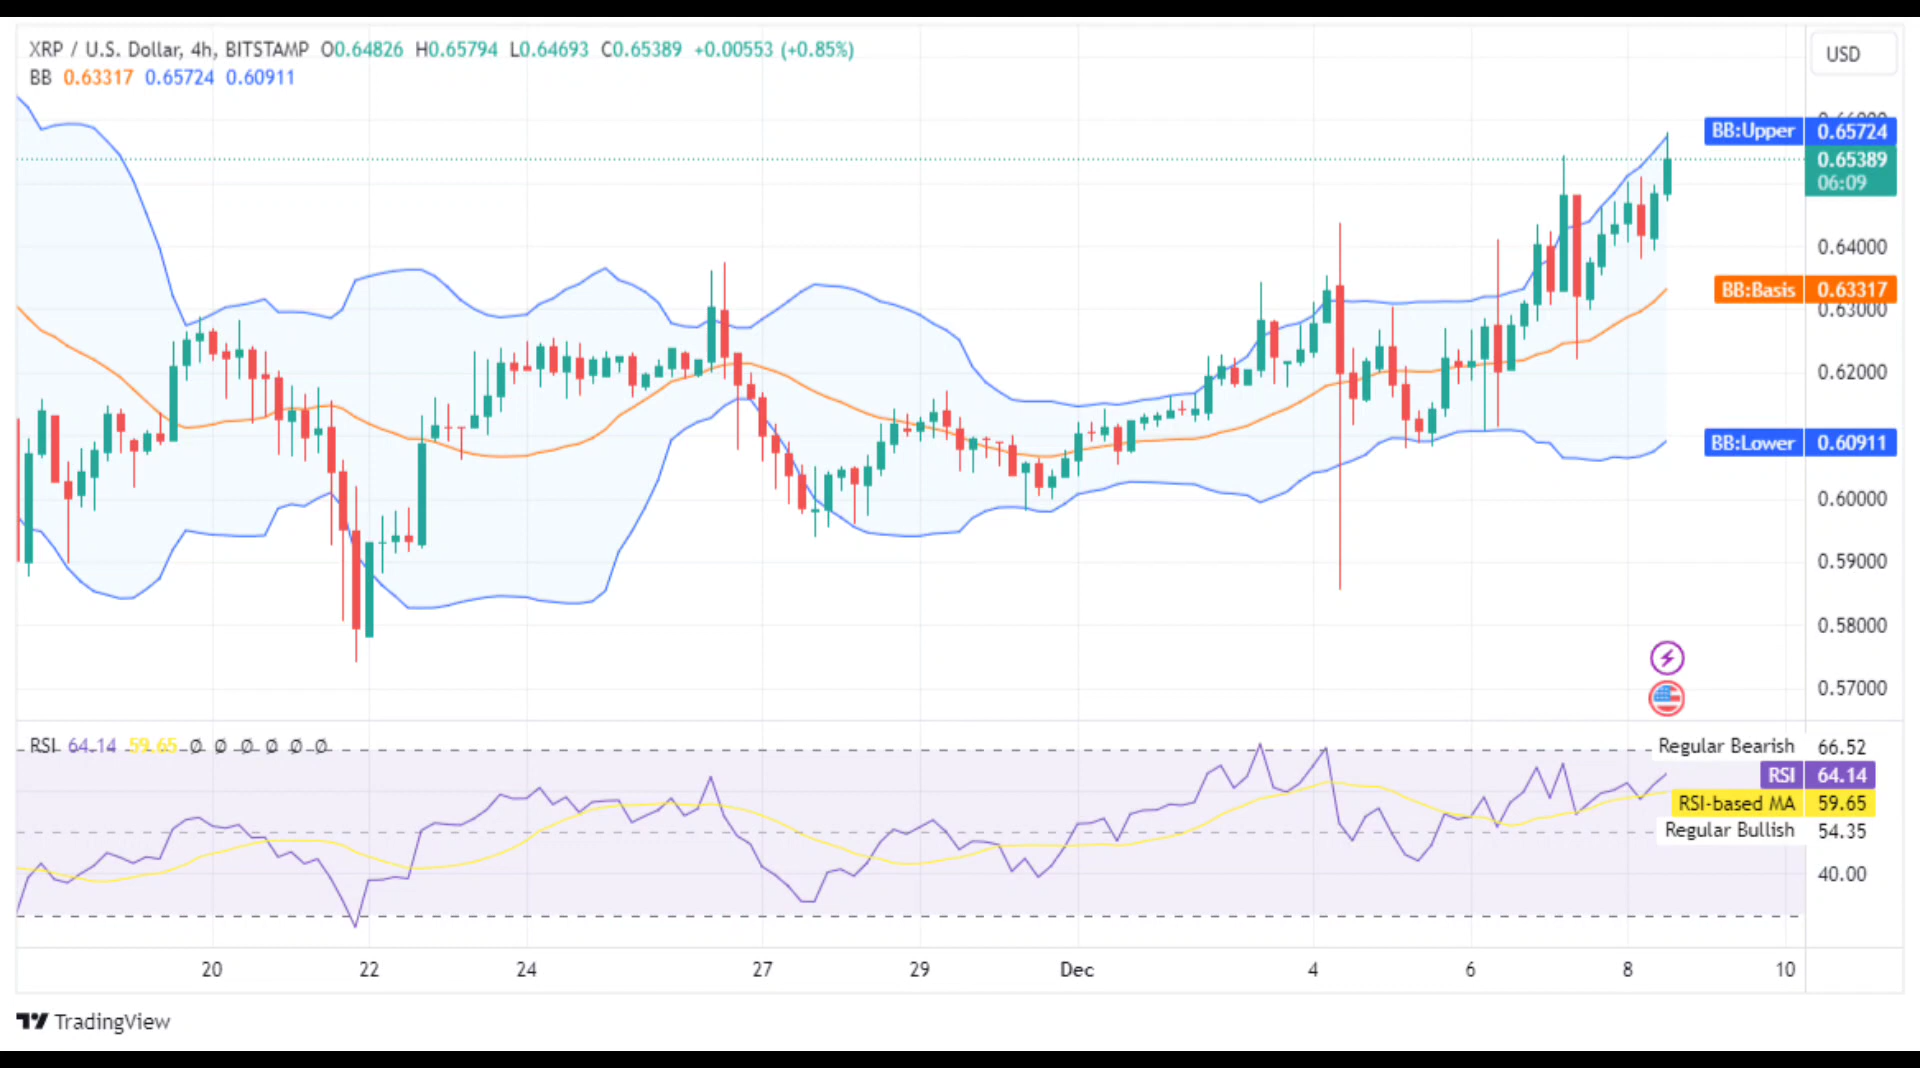 XRP / U.S. Dollar, 4h, BITSTAMP O0.64826 H0.65794 L0.64693 C0.65389 +0.00553 (+0.85%)
BB 0.63317 0.65724 0.60911
USD
BB:Upper 0.65724
0.65389
06:09
0.64000
BB:Basis 0.63317
0.63000
0.62000
BB:Lower 0.60911
0.60000
0.59000
0.58000
0.57000
RSI 64.14 59.65 Ø Ø Ø Ø Ø Ø
Regular Bearish 66.52
RSI 64.14
RSI-based MA 59.65
Regular Bullish 54.35
40.00
20 22 24 27 29 Dec 4 6 8 10
TradingView